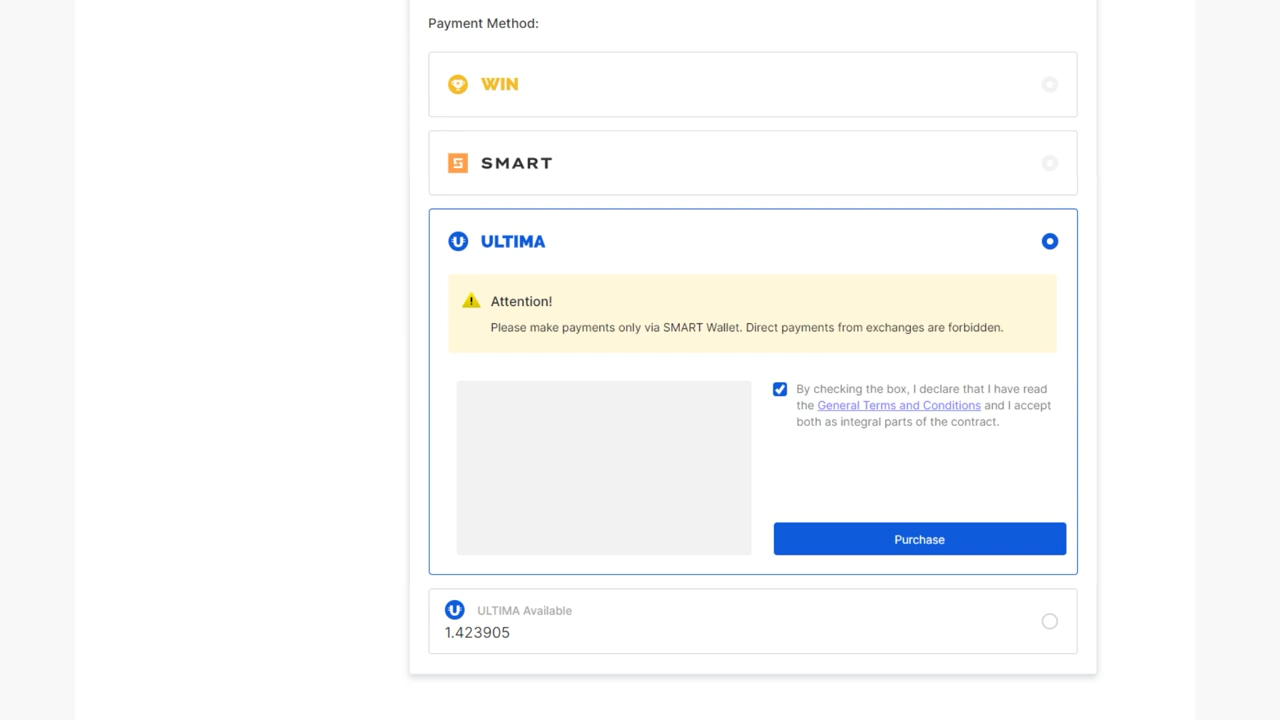 Payment Method:
WIN
SMART
ULTIMA
Attention!
Please make payments only via SMART Wallet. Direct payments from exchanges are forbidden.
By checking the box, I declare that I have read
the General Terms and Conditions and I accept
both as integral parts of the contract.
Purchase
ULTIMA Available
1.423905